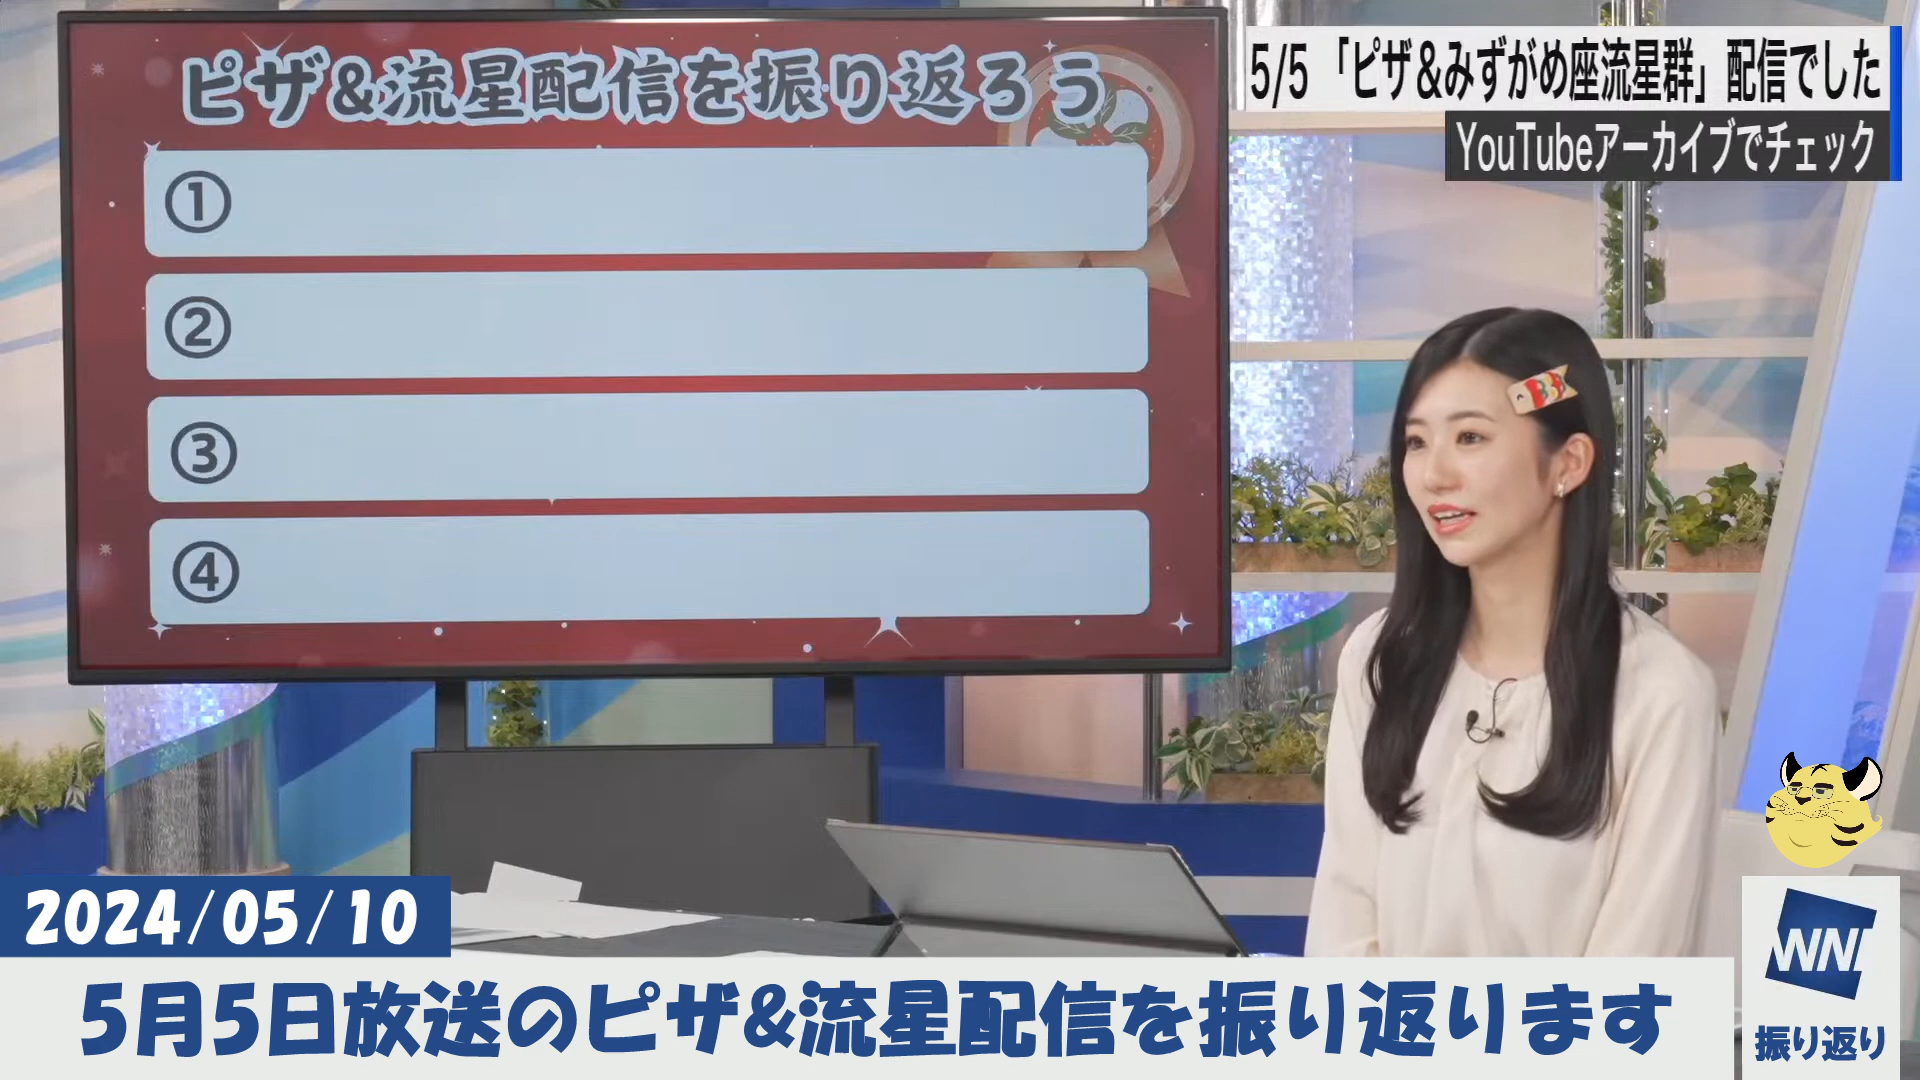 ピザ&流星配信を振り返ろう
①
②
③
④
5/5「ピザ&みずがめ座流星群」配信でした
YouTubeアーカイブでチェック
2024/05/10
5月5日放送のピザ&流星配信を振り返ります
WNI
振り返り